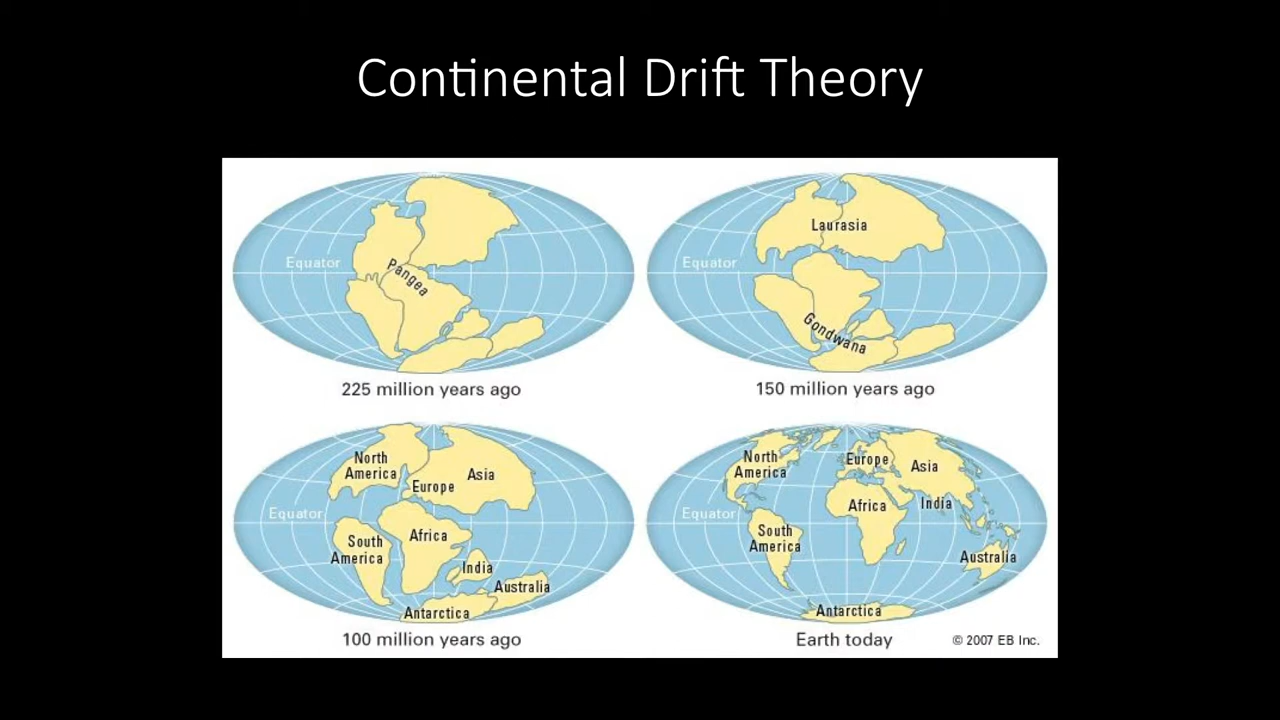 Continental Drift Theory
Equator
Pangea
225 million years ago
Laurasia
Equator
Gondwana
150 million years ago
North
America
Asia
Europe
Equator
South
America
Africa
India
Australia
Antarctica
100 million years ago
North
America
Europe
Asia
Equator
Africa
India
South
America
Australia
Antarctica
Earth today
© 2007 EB Inc.